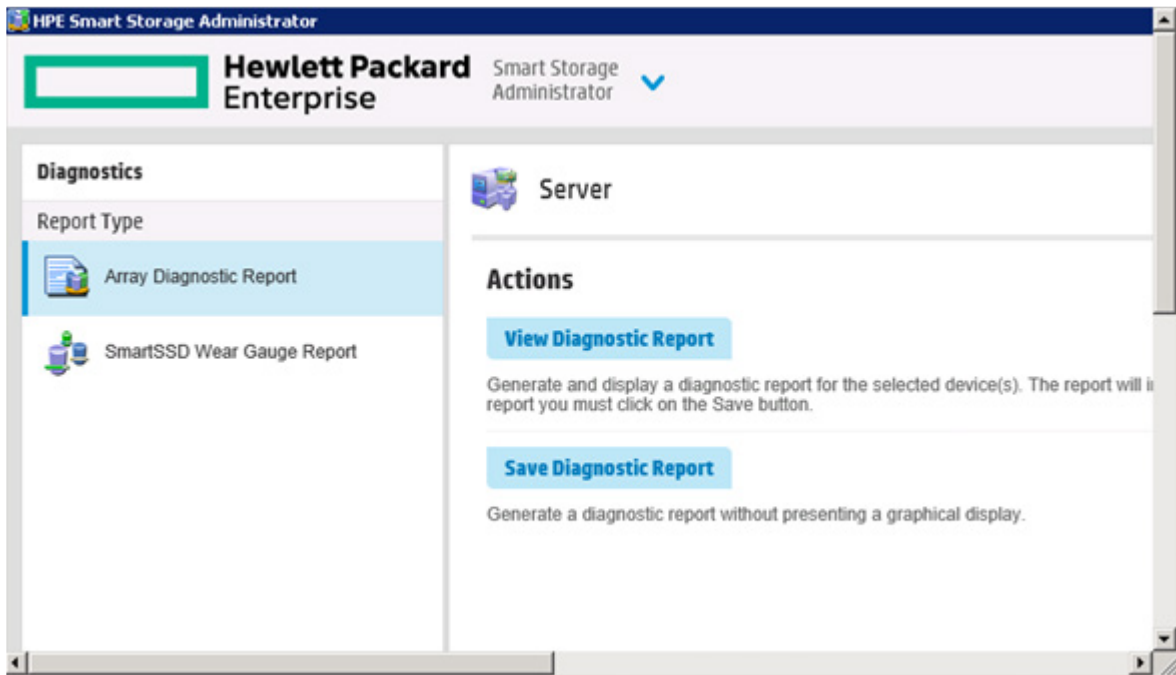 HPE Smart Storage Administrator
Hewlett Packard
Enterprise
Smart Storage
Administrator
Diagnostics
Report Type
Array Diagnostic Report
SmartSSD Wear Gauge Report
Server
Actions
View Diagnostic Report
Generate and display a diagnostic report for the selected device(s). The report will
report you must click on the Save button.
Save Diagnostic Report
Generate a diagnostic report without presenting a graphical display.